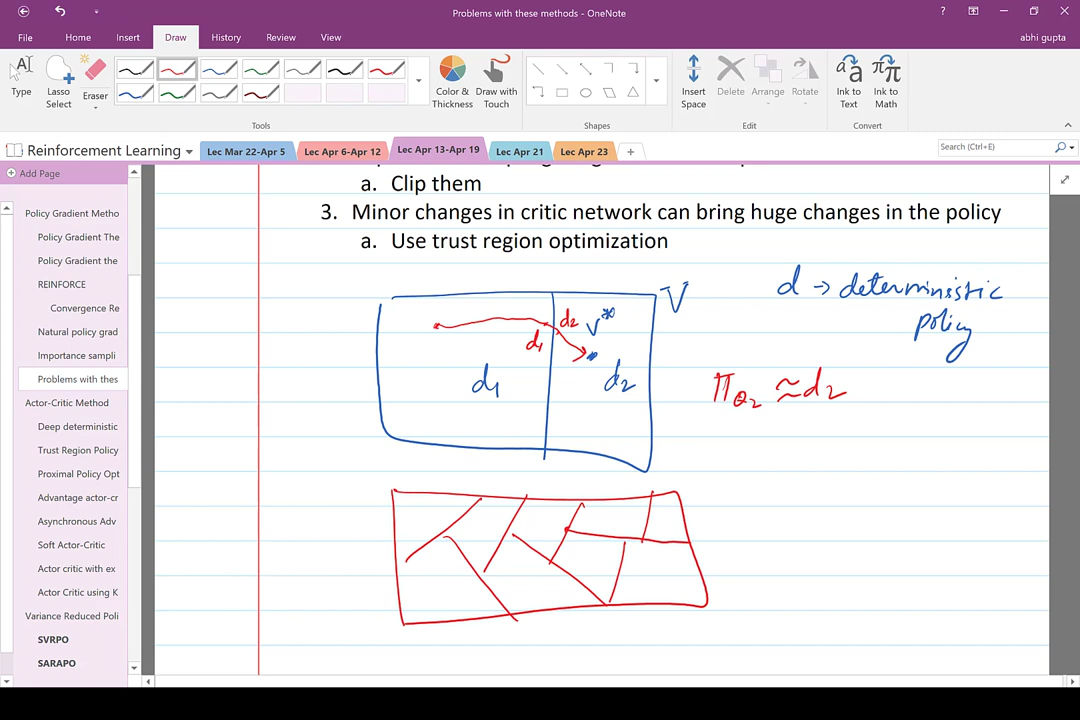 Problems with these methods - OneNote
?
File
Home
Insert
Draw
History
Review
View
abhi gupta
Type
Lasso Select
Eraser
Color & Thickness
Draw with Touch
Insert Space
Delete
Arrange
Rotate
Ink to Text
Ink to Math
Tools
Shapes
Edit
Convert
Reinforcement Learning
Lec Mar 22-Apr 5
Lec Apr 6-Apr 12
Lec Apr 13-Apr 19
Lec Apr 21
Lec Apr 23
Search (Ctrl+E)
Add Page
Policy Gradient Metho
Policy Gradient The
Policy Gradient the
REINFORCE
Convergence Re
Natural policy grad
Importance sampli
Problems with thes
Actor-Critic Method
Deep deterministic
Trust Region Policy
Proximal Policy Opt
Advantage actor-cr
Asynchronous Adv
Soft Actor-Critic
Actor critic with ex
Actor Critic using K
Variance Reduced Poli
SVRPO
SARAPO
a. Clip them
3. Minor changes in critic network can bring huge changes in the policy
a. Use trust region optimization
V
d → deterministic
policy
d2
V*
d1
d1
d2
πθ2 ≈ d2